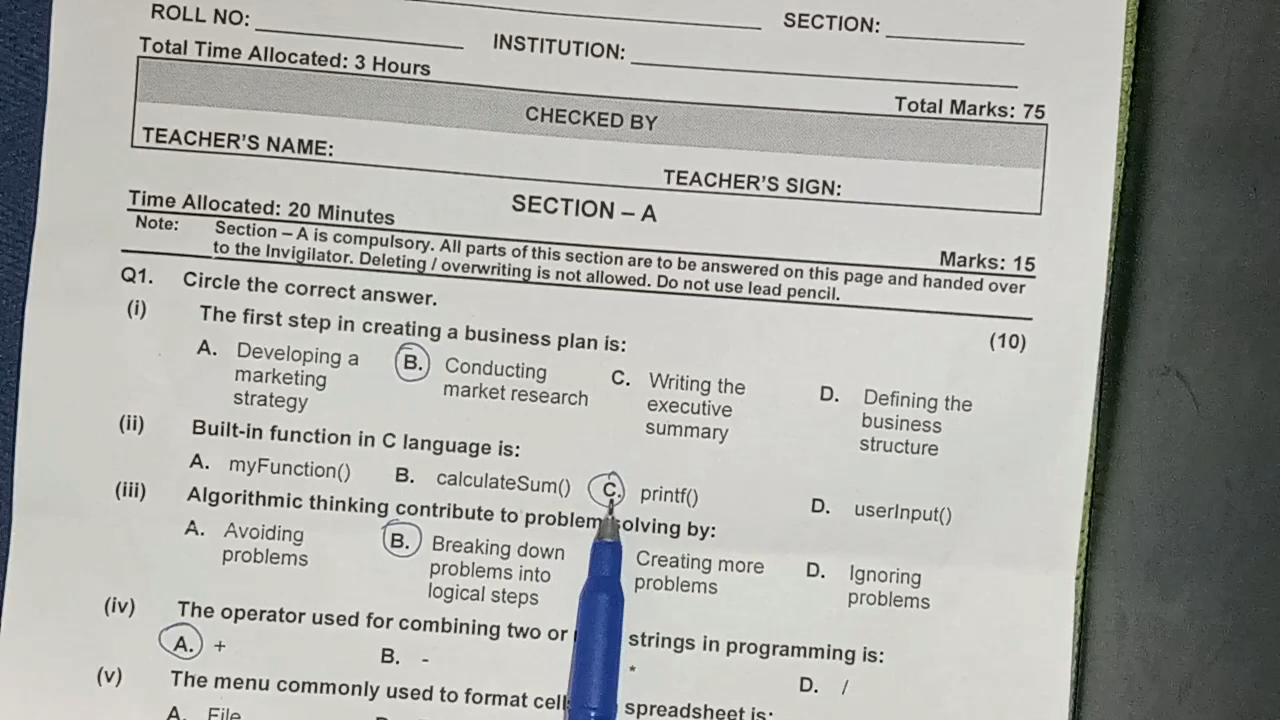 ROLL NO: SECTION:
INSTITUTION:
Total Time Allocated: 3 Hours
Total Marks: 75
CHECKED BY
TEACHER'S NAME:
TEACHER'S SIGN:
SECTION – A
Time Allocated: 20 Minutes
Marks: 15
Note: Section – A is compulsory. All parts of this section are to be answered on this page and handed over
to the Invigilator. Deleting / overwriting is not allowed. Do not use lead pencil.
Q1. Circle the correct answer. (10)
(i) The first step in creating a business plan is:
A. Developing a marketing strategy
B. Conducting market research
C. Writing the executive summary
D. Defining the business structure
(ii) Built-in function in C language is:
A. myFunction() B. calculateSum() C. printf() D. userInput()
(iii) Algorithmic thinking contribute to problem solving by:
A. Avoiding problems
B. Breaking down problems into logical steps
Creating more problems
D. Ignoring problems
(iv) The operator used for combining two or strings in programming is:
A. + B. - * D. /
(v) The menu commonly used to format spreadsheet is:
A. File